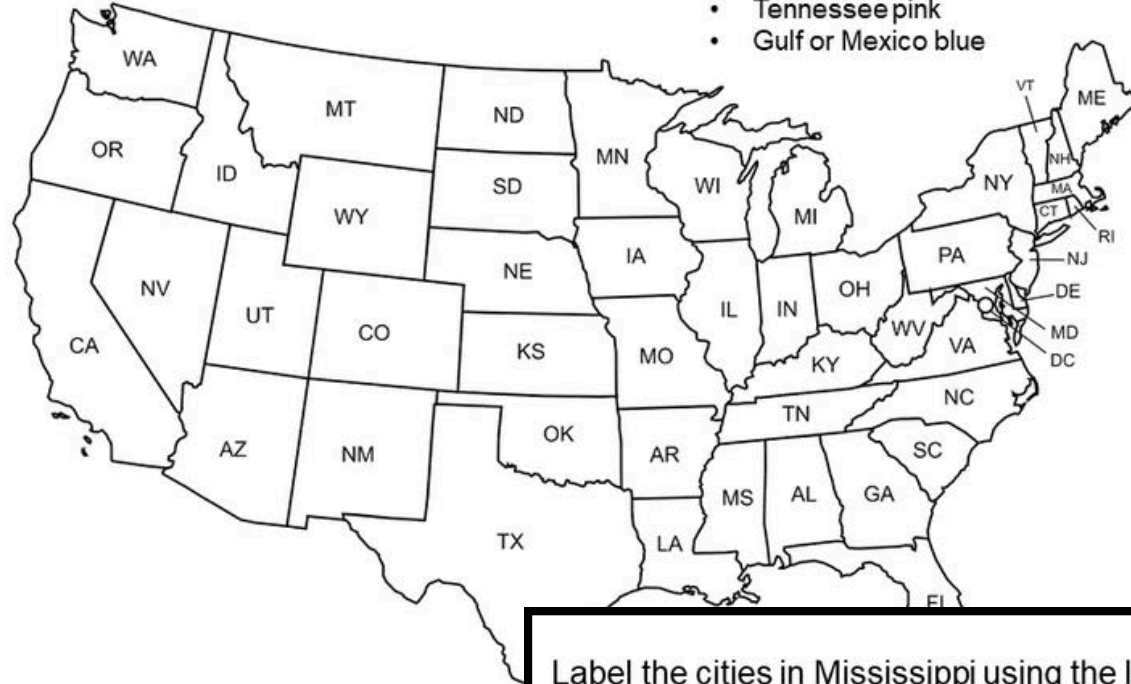 • Tennessee pink
• Gulf or Mexico blue
WA
MT
ND
MN
VT
ME
OR
ID
SD
WI
NH
NY
MA
WY
MI
CT
RI
IA
PA
NJ
NE
NV
OH
DE
UT
IL
IN
CO
WV
MD
CA
KS
MO
VA
DC
KY
NC
TN
OK
AZ
NM
AR
SC
MS
AL
GA
TX
LA
Label the cities in Mississippi using the